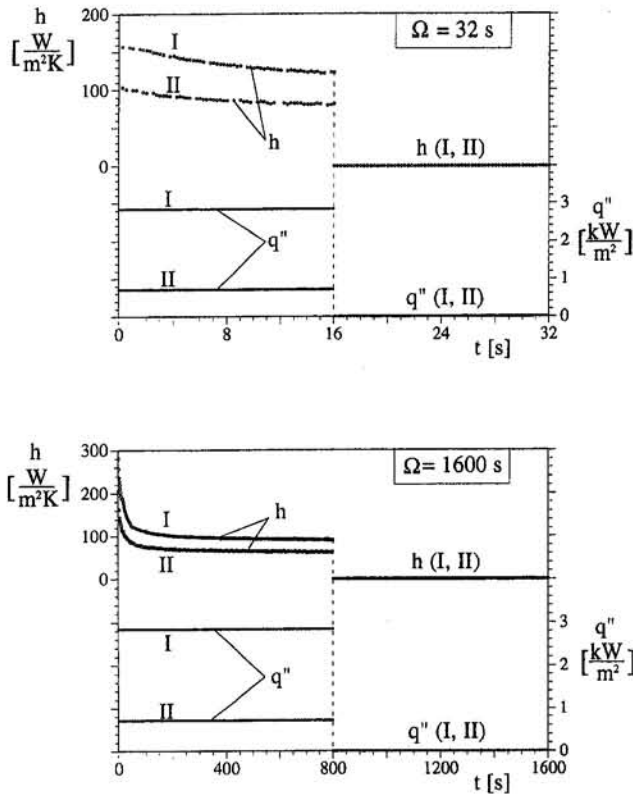 h
[W/m²K]
200
100
0
I
II
h
Ω = 32 s
h (I, II)
I
II
q"
q"
[kW/m²]
3
2
1
0
q" (I, II)
0
8
16
24
32
t [s]
h
[W/m²K]
300
200
100
0
I
II
h
Ω= 1600 s
h (I, II)
I
II
q"
q"
[kW/m²]
3
2
1
0
q" (I, II)
0
400
800
1200
1600
t [s]